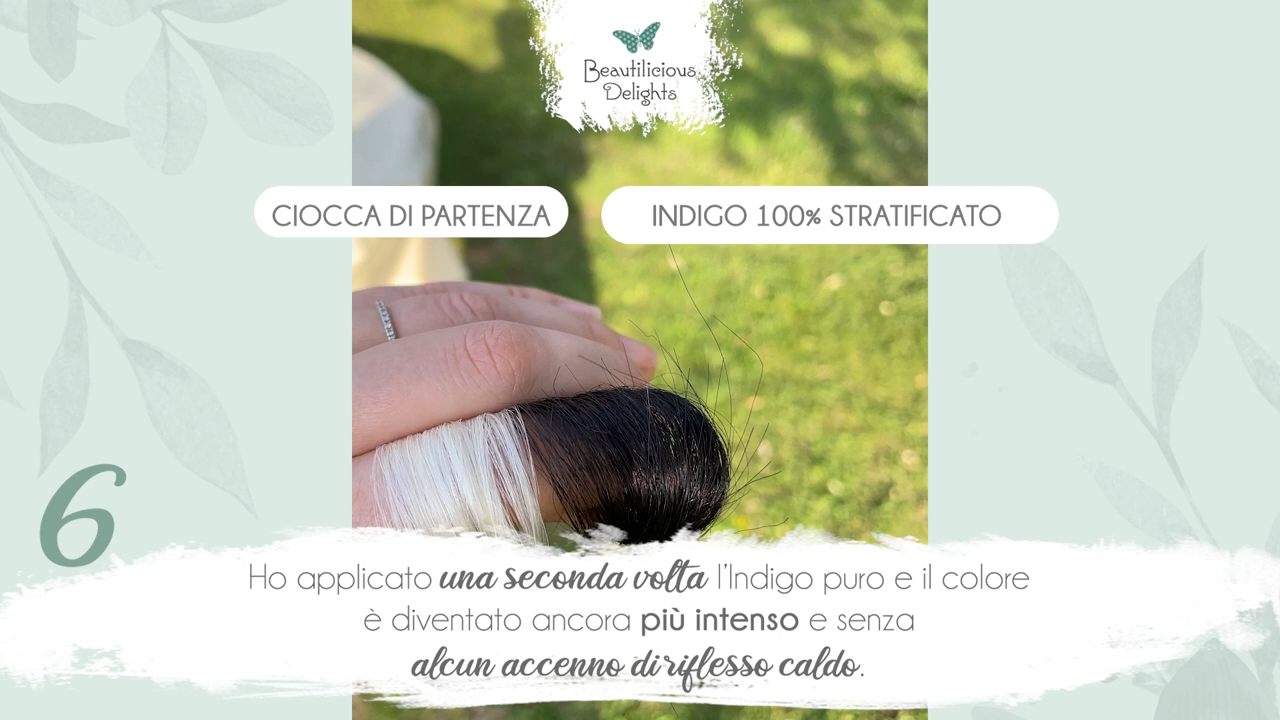 Beautilicious
Delights
CIOCCA DI PARTENZA
INDIGO 100% STRATIFICATO
6
Ho applicato una seconda volta l'Indigo puro e il colore
è diventato ancora più intenso e senza
alcun accenno di riflesso caldo.